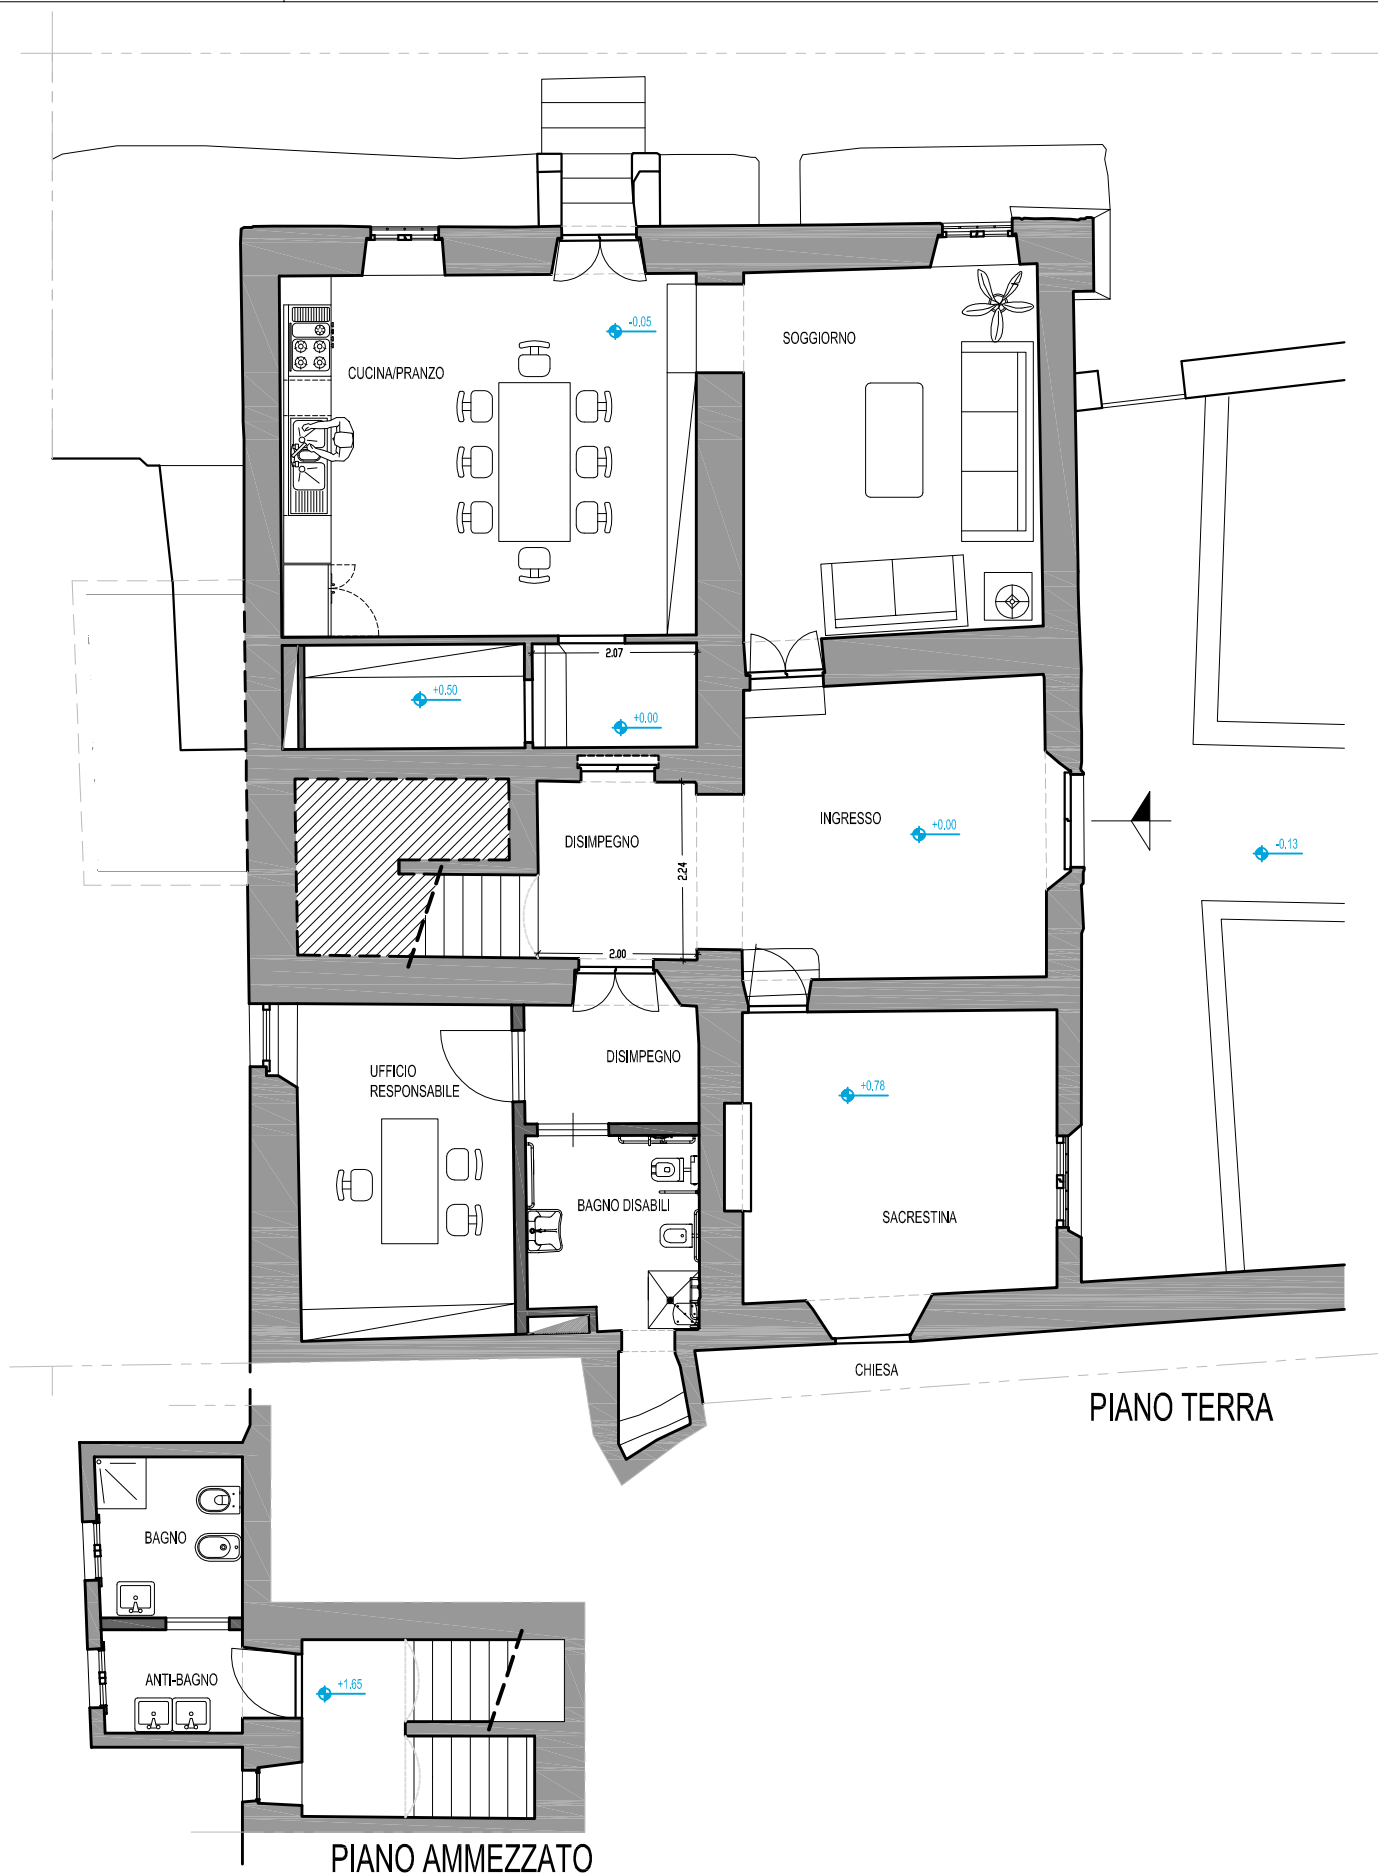 -0.05
SOGGIORNO
CUCINA/PRANZO
2.07
+0.50
+0.00
INGRESSO
+0.00
DISIMPEGNO
-0.13
2.24
2.00
DISIMPEGNO
UFFICIO
RESPONSABILE
+0.78
BAGNO DISABILI
SACRESTINA
CHIESA
PIANO TERRA
BAGNO
ANTI-BAGNO
+1.65
PIANO AMMEZZATO